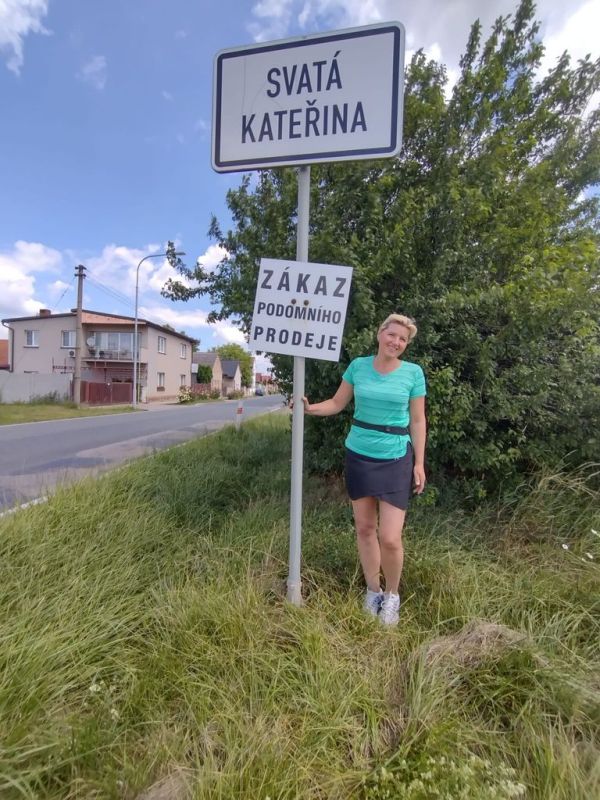 SVATÁ
KATEŘINA
ZÁKAZ
PODOMNÍHO
PRODEJE